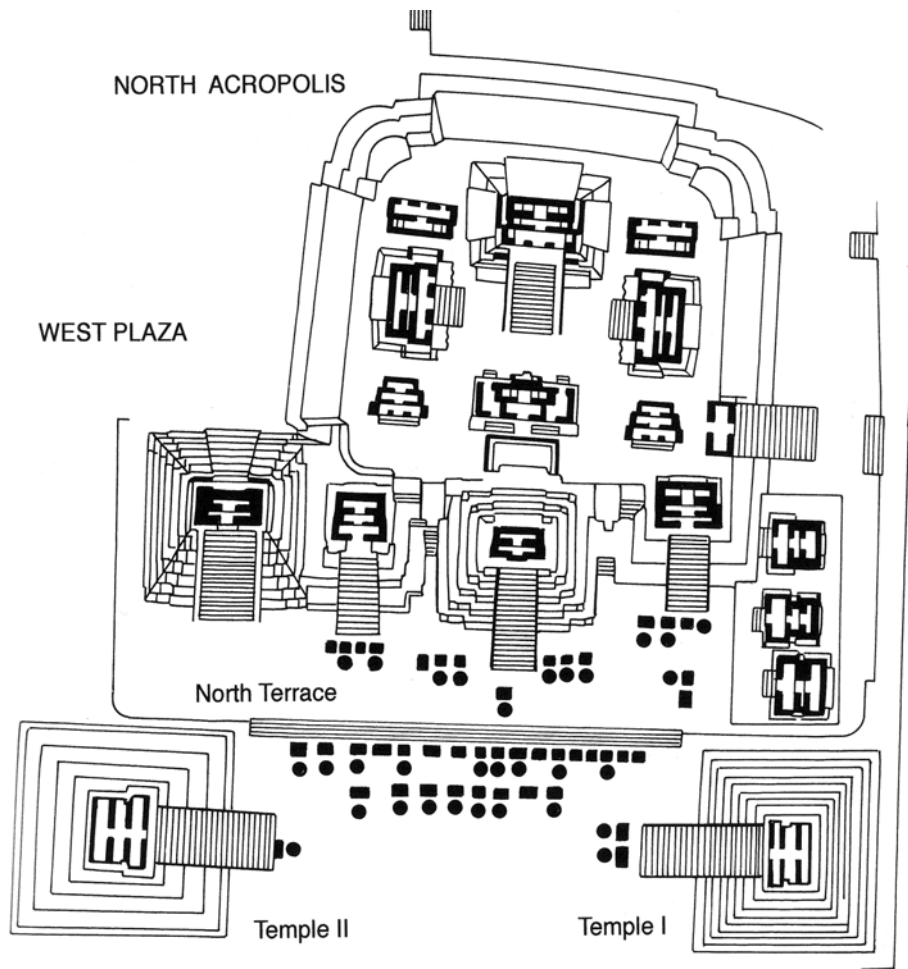 NORTH ACROPOLIS
WEST PLAZA
North Terrace
Temple II
Temple I